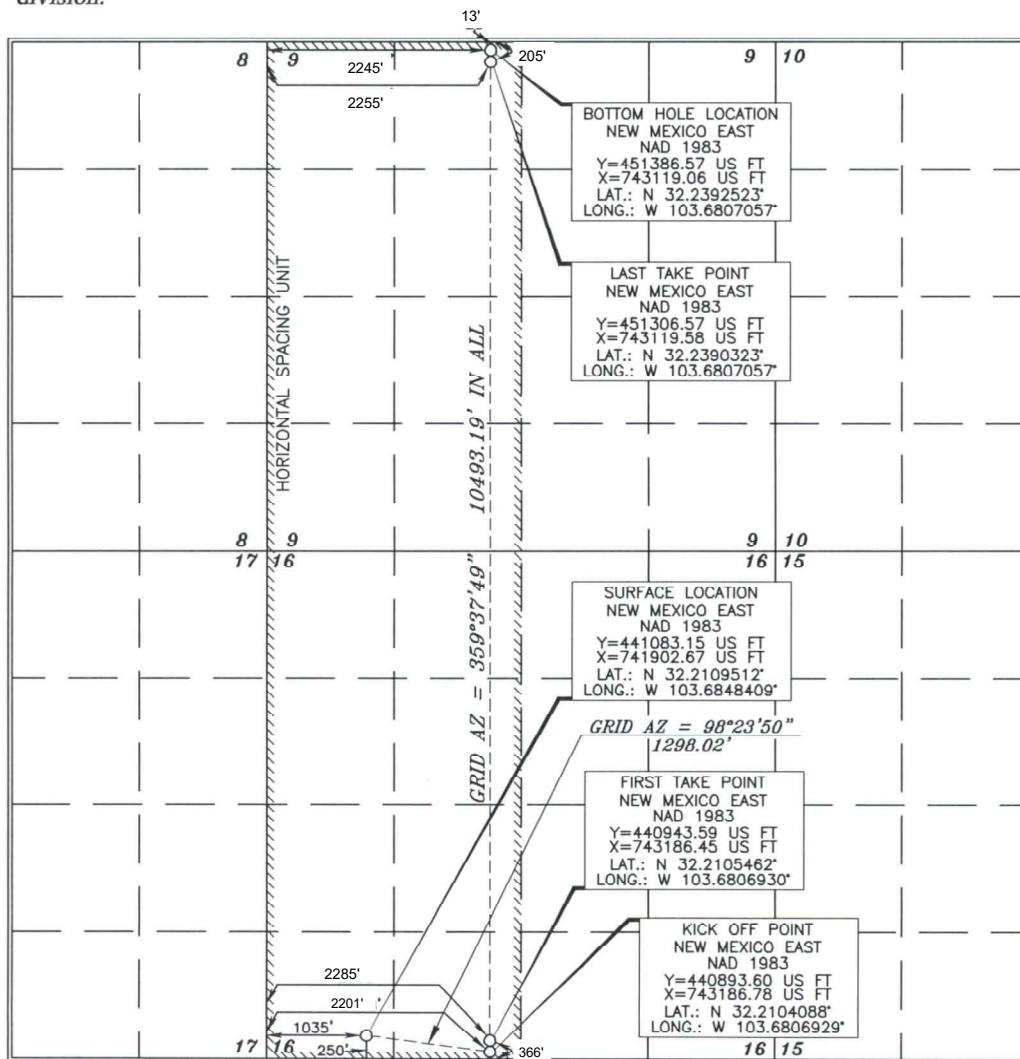 division.
13'
8 9
9 10
2245'
205'
2255'
BOTTOM HOLE LOCATION
NEW MEXICO EAST
NAD 1983
Y=451386.57 US FT
X=743119.06 US FT
LAT.: N 32.2392523°
LONG.: W 103.6807057°
LAST TAKE POINT
NEW MEXICO EAST
NAD 1983
Y=451306.57 US FT
X=743119.58 US FT
LAT.: N 32.2390323°
LONG.: W 103.6807057°
HORIZONTAL SPACING UNIT
GRID AZ = 359°37'49" 10493.19' IN ALL
8 9
17 16
9 10
16 15
SURFACE LOCATION
NEW MEXICO EAST
NAD 1983
Y=441083.15 US FT
X=741902.67 US FT
LAT.: N 32.2109512°
LONG.: W 103.6848409°
GRID AZ = 98°23'50"
1298.02'
FIRST TAKE POINT
NEW MEXICO EAST
NAD 1983
Y=440943.59 US FT
X=743186.45 US FT
LAT.: N 32.2105462°
LONG.: W 103.6806930°
KICK OFF POINT
NEW MEXICO EAST
NAD 1983
Y=440893.60 US FT
X=743186.78 US FT
LAT.: N 32.2104088°
LONG.: W 103.6806929°
2285'
2201'
1035'
250'
366'
17 16
16 15